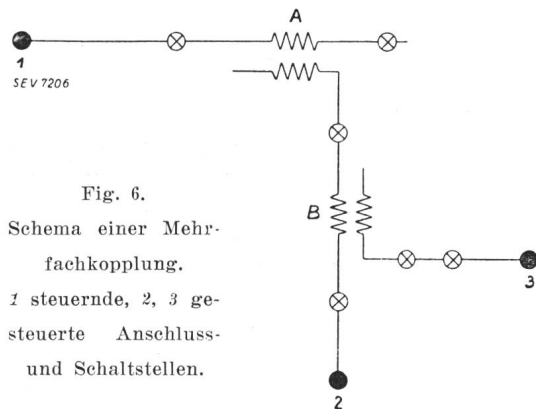 A
1
SEV 7206
B
3
2
Fig. 6.
Schema einer Mehr-
fachkopplung.
1 steuernde, 2, 3 ge-
steuerte Anschluss-
und Schaltstellen.